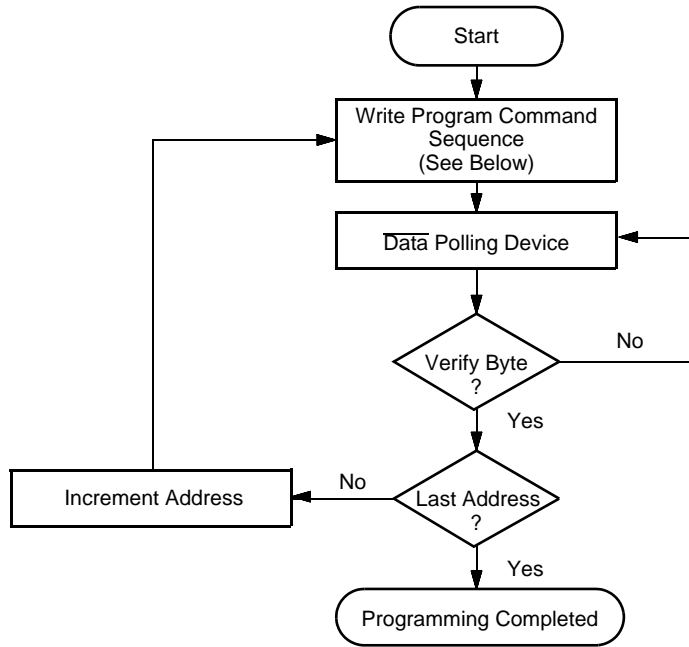 Start
Write Program Command
Sequence
(See Below)
Data Polling Device
Verify Byte
?
No
Yes
Last Address
?
No
Increment Address
Yes
Programming Completed